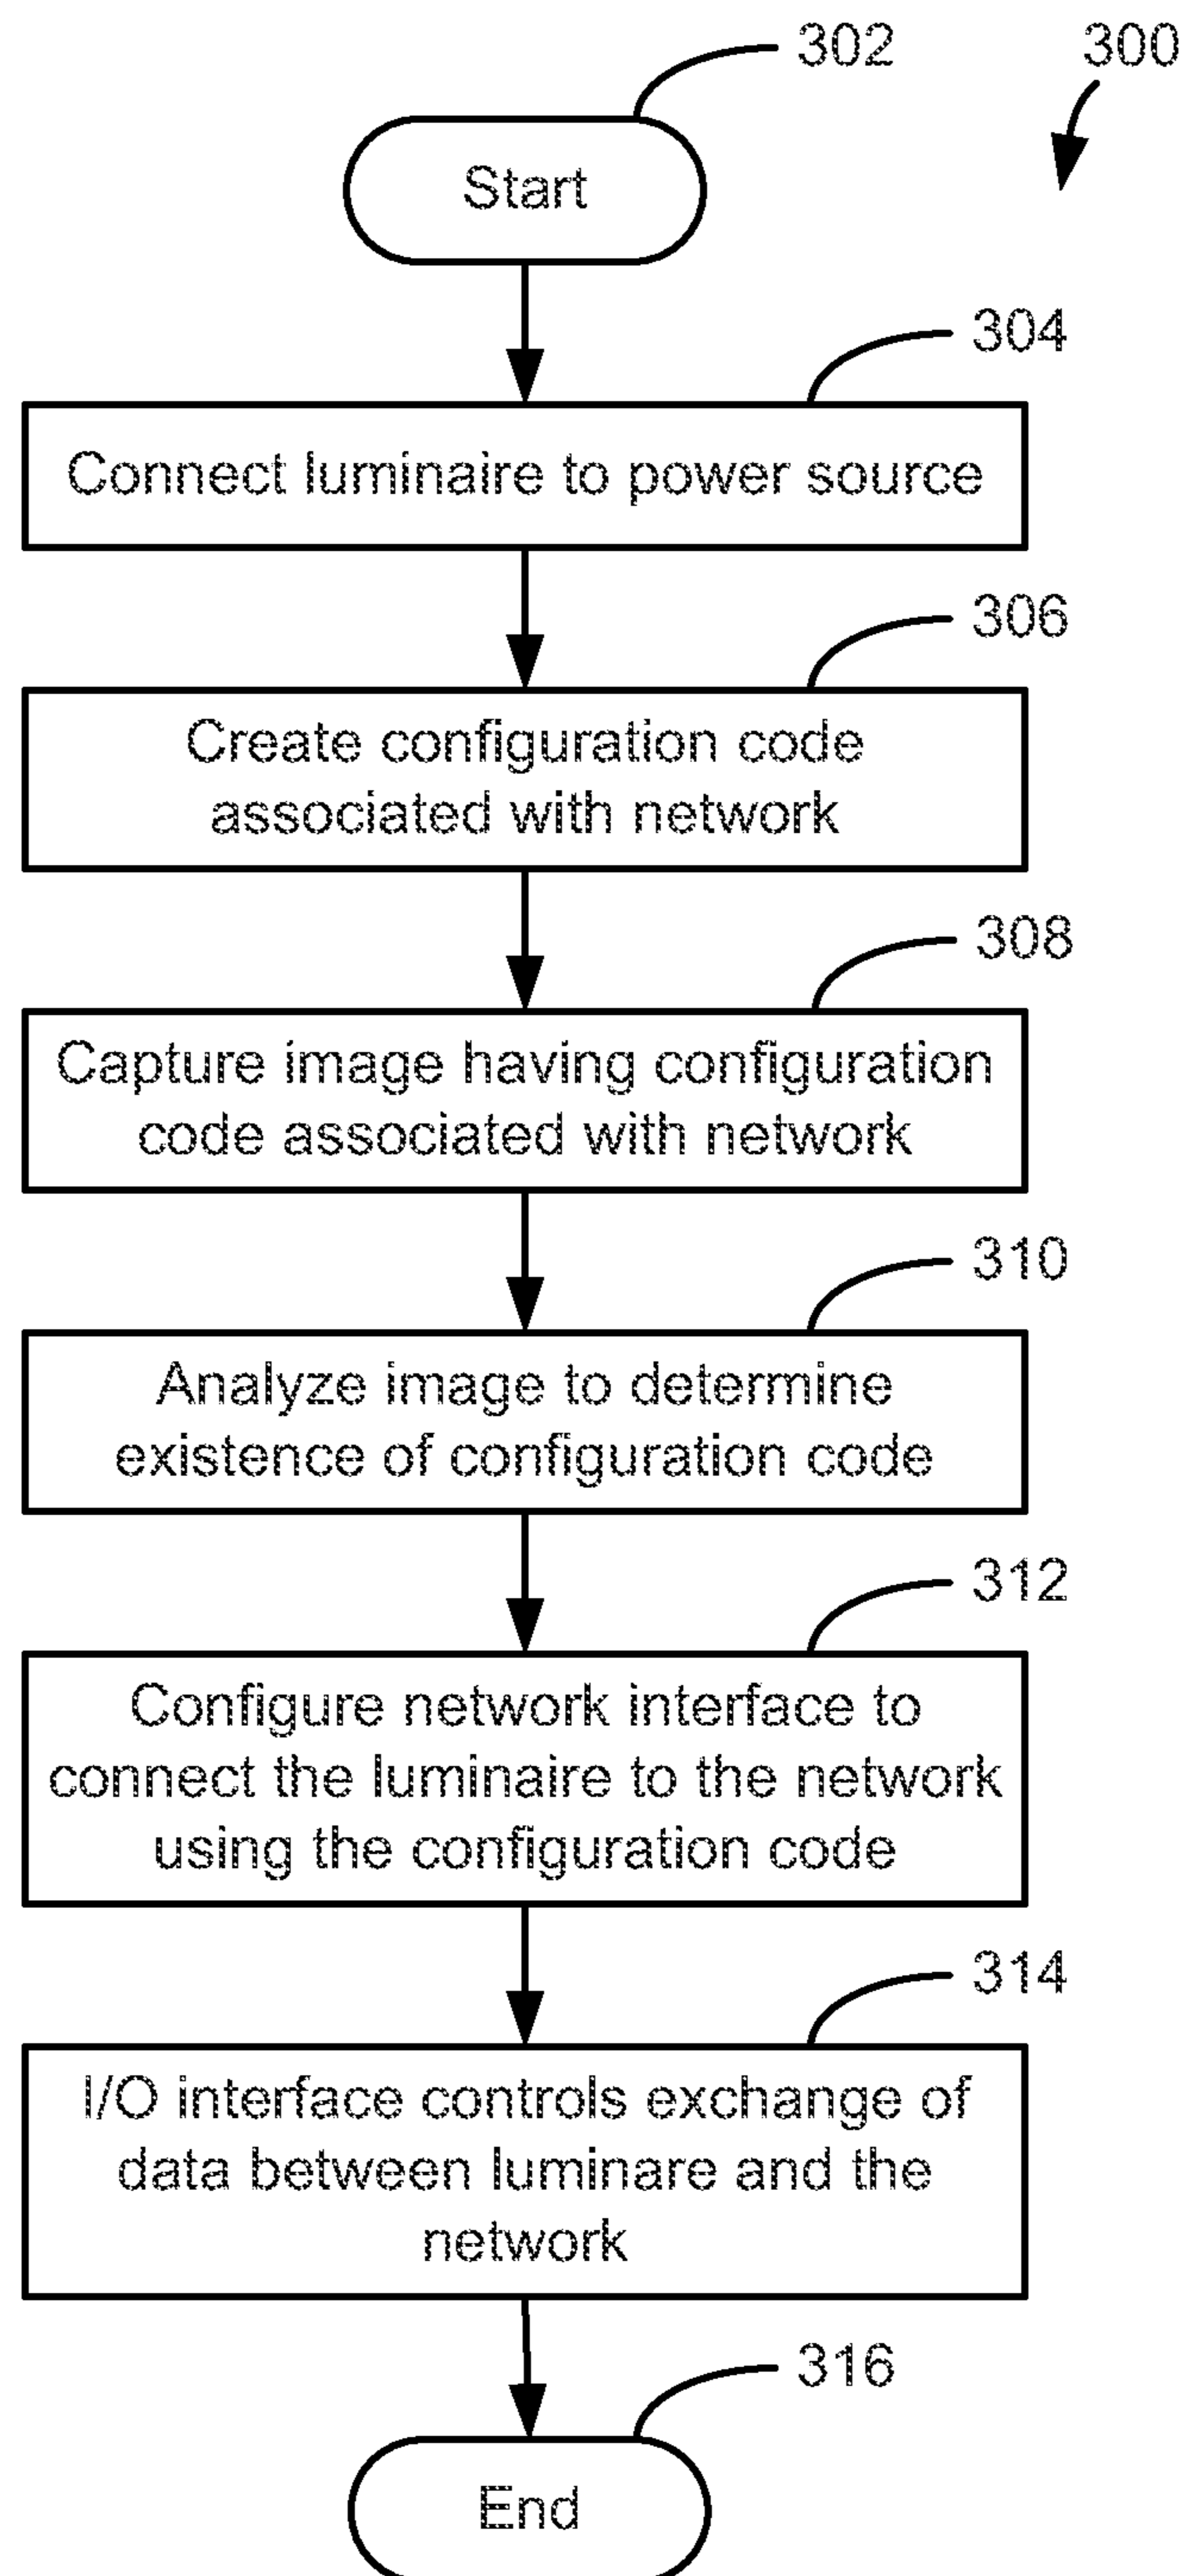 302
300
Start
304
Connect luminaire to power source
306
Create configuration code
associated with network
308
Capture image having configuration
code associated with network
310
Analyze image to determine
existence of configuration code
312
Configure network interface to
connect the luminaire to the network
using the configuration code
314
I/O interface controls exchange of
data between luminare and the
network
316
End